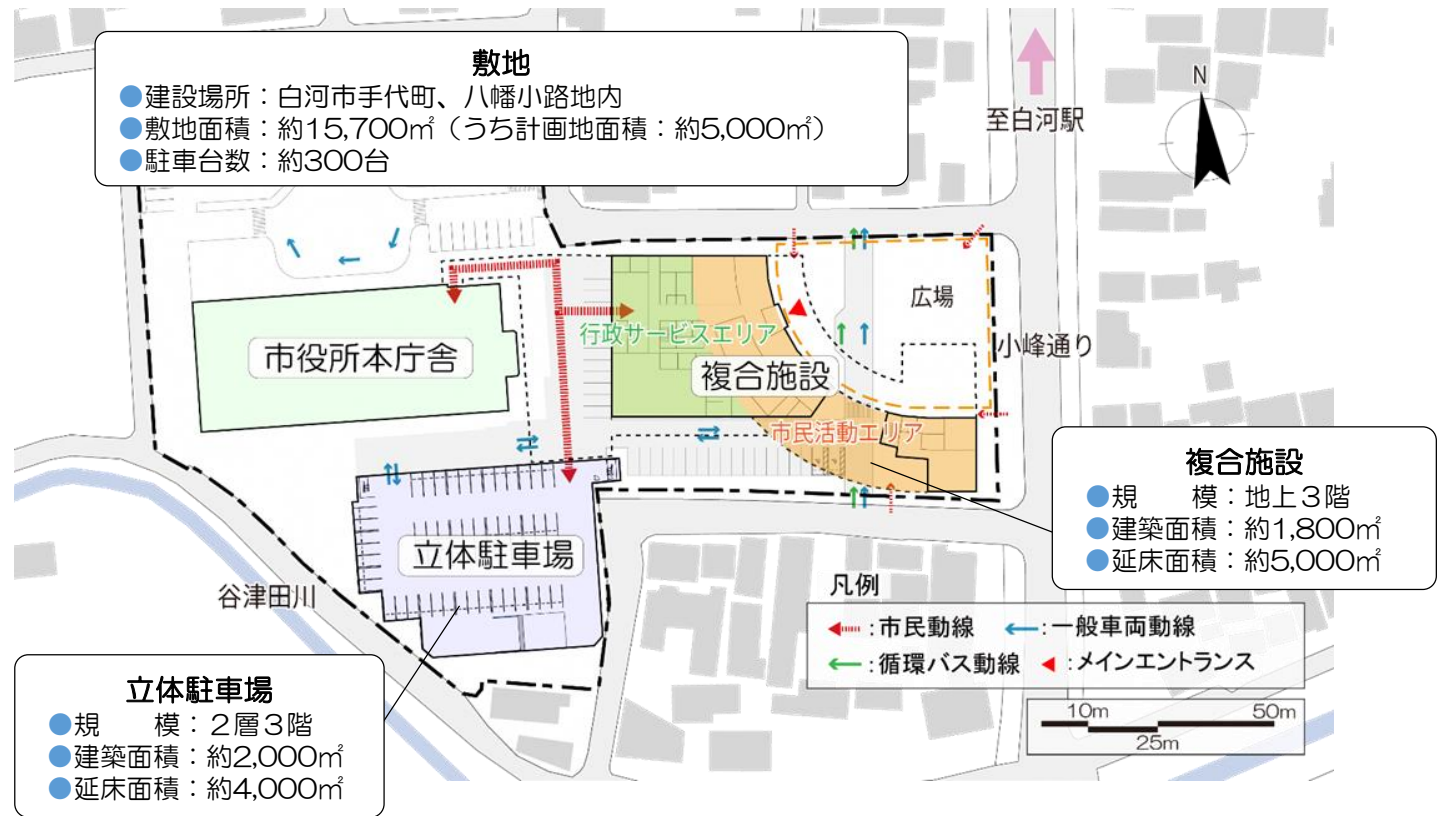 敷地
●建設場所：白河市手代町、八幡小路地内
●敷地面積：約15,700㎡（うち計画地面積：約5,000㎡）
●駐車台数：約300台
至白河駅
N
広場
小峰通り
行政サービスエリア
市役所本庁舎
複合施設
市民活動エリア
複合施設
●規　模：地上３階
●建築面積：約1,800㎡
●延床面積：約5,000㎡
立体駐車場
谷津田川
凡例
:市民動線
:一般車両動線
:循環バス動線
:メインエントランス
10m
50m
25m
立体駐車場
●規　模：２層３階
●建築面積：約2,000㎡
●延床面積：約4,000㎡